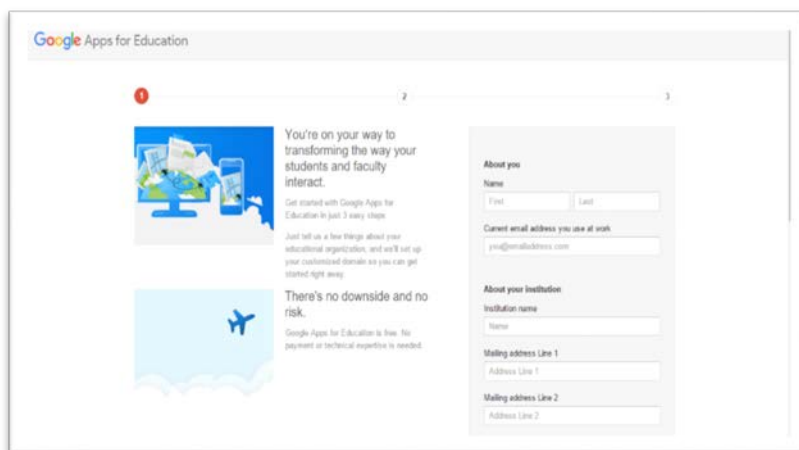 Google Apps for Education
1
2
3
You're on your way to
transforming the way your
students and faculty
interact.
Get started with Google Apps for
Education in just 3 easy steps
Just tell us a few things about your
educational organization, and we'll set up
your customized domain so you can get
started right away.
There's no downside and no
risk.
Google Apps for Education is free. No
payment or technical expertise is needed.
About you
Name
First
Last
Current email address you use at work
you@emailaddress.com
About your institution
Institution name
Name
Mailing address Line 1
Address Line 1
Mailing address Line 2
Address Line 2